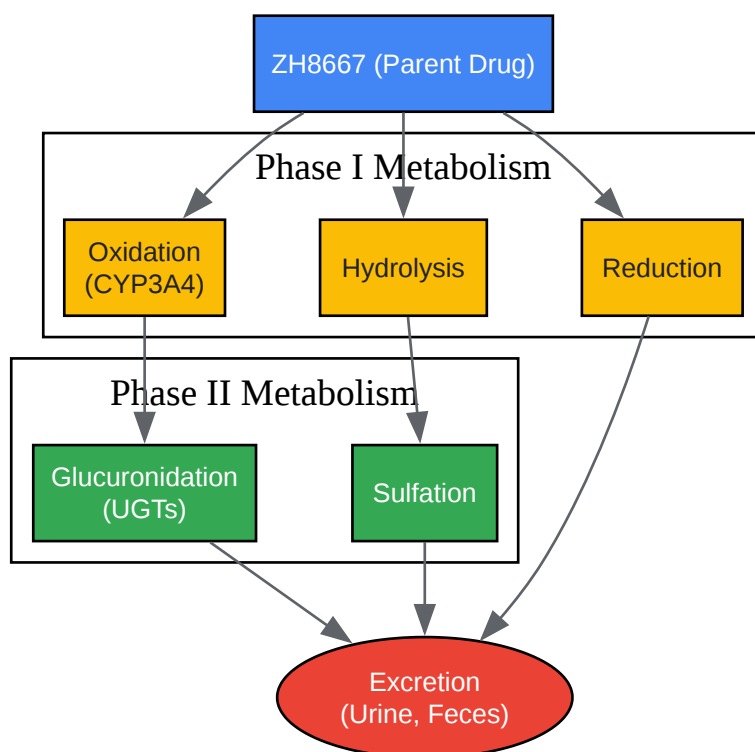 ZH8667 (Parent Drug)
Phase I Metabolism
Oxidation
(CYP3A4)
Hydrolysis
Reduction
Phase II Metabolism
Glucuronidation
(UGTs)
Sulfation
Excretion
(Urine, Feces)